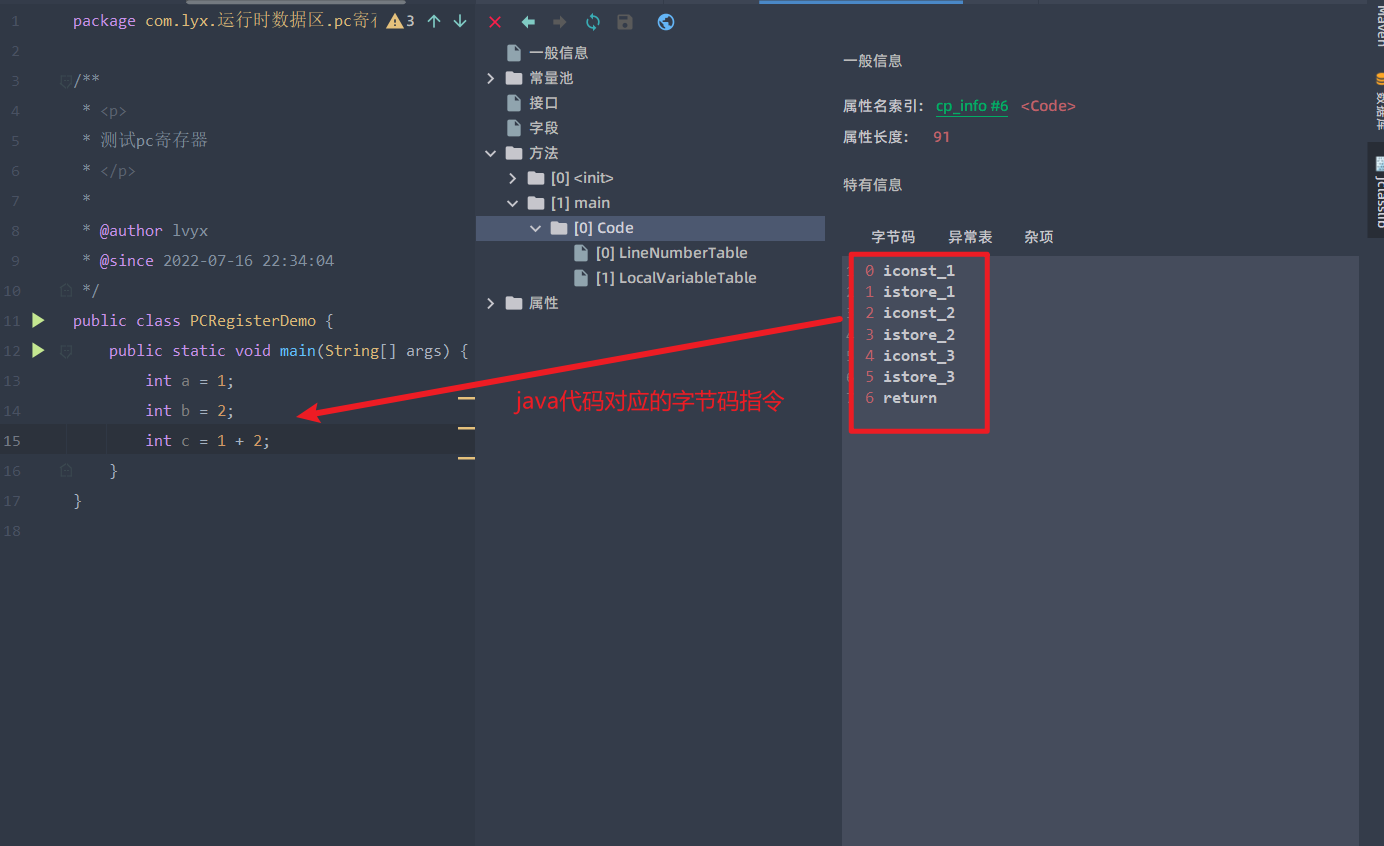 1 package com.lyx.运行时数据区.pc寄存 3
2
3 /**
4 * <p>
5 * 测试pc寄存器
6 * </p>
7 *
8 * @author lvyx
9 * @since 2022-07-16 22:34:04
10 */
11 public class PCRegisterDemo {
12 public static void main(String[] args) {
13 int a = 1;
14 int b = 2;
15 int c = 1 + 2;
16 }
17 }
18
一般信息
常量池
接口
字段
方法
[0] <init>
[1] main
[0] Code
[0] LineNumberTable
[1] LocalVariableTable
属性
java代码对应的字节码指令
一般信息
属性名索引: cp_info #6 <Code>
属性长度: 91
特有信息
字节码 异常表 杂项
0 iconst_1
1 istore_1
2 iconst_2
3 istore_2
4 iconst_3
5 istore_3
6 return
Maven
数据库
jclasslib